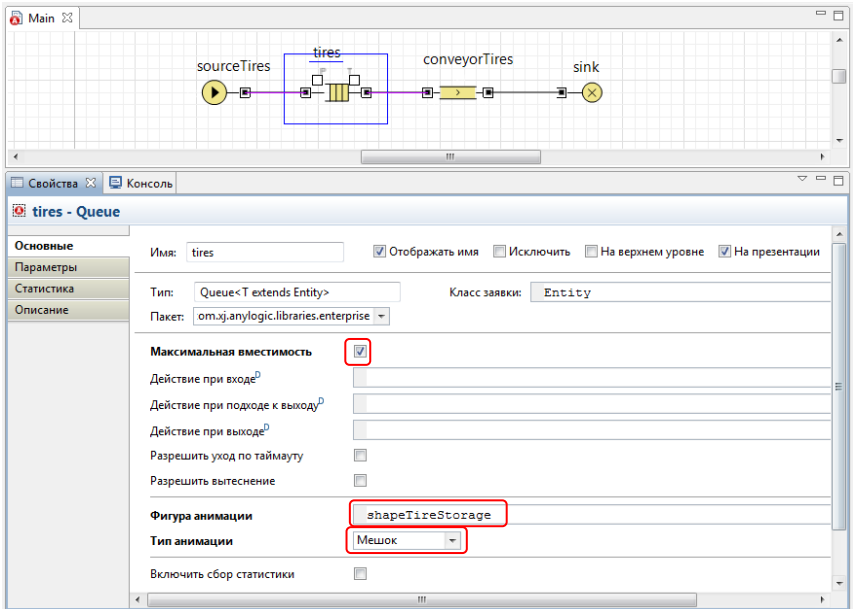 Main
sourceTires
tires
conveyorTires
sink
Свойства Консоль
tires - Queue
Основные
Параметры
Статистика
Описание
Имя: tires Отображать имя Исключить На верхнем уровне На презентации
Тип: Queue<T extends Entity> Класс заявки: Entity
Пакет: om.xj.anylogic.libraries.enterprise
Максимальная вместимость
Действие при входеD
Действие при подходе к выходуD
Действие при выходеD
Разрешить уход по таймауту
Разрешить вытеснение
Фигура анимации shapeTireStorage
Тип анимации Мешок
Включить сбор статистики